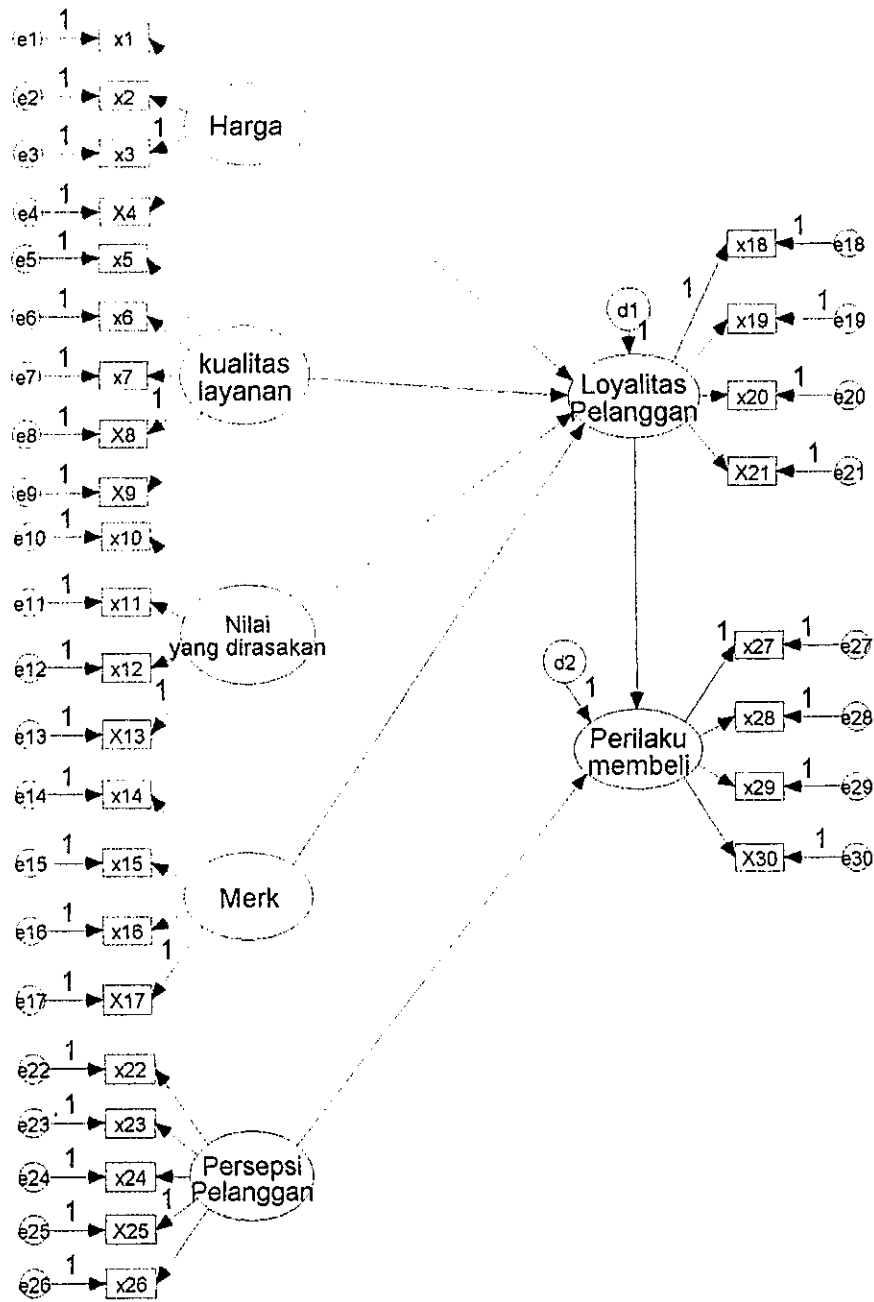 e1 1 x1
e2 1 x2
e3 1 x3
1
Harga
e4 1 X4
e5 1 x5
e6 1 x6
e7 1 x7
e8 1 X8
1
kualitas
layanan
e9 1 X9
e10 1 x10
e11 1 x11
e12 1 x12
e13 1 X13
1
Nilai
yang dirasakan
e14 1 x14
e15 1 x15
e16 1 x16
e17 1 X17
1
Merk
e22 1 x22
e23 1 x23
e24 1 x24
e25 1 X25
e26 1 x26
1
Persepsi
Pelanggan
d1
1
Loyalitas
Pelanggan
1
x18 1 e18
x19 1 e19
x20 1 e20
X21 1 e21
d2
1
Perilaku
membeli
1
x27 1 e27
x28 1 e28
x29 1 e29
X30 1 e30